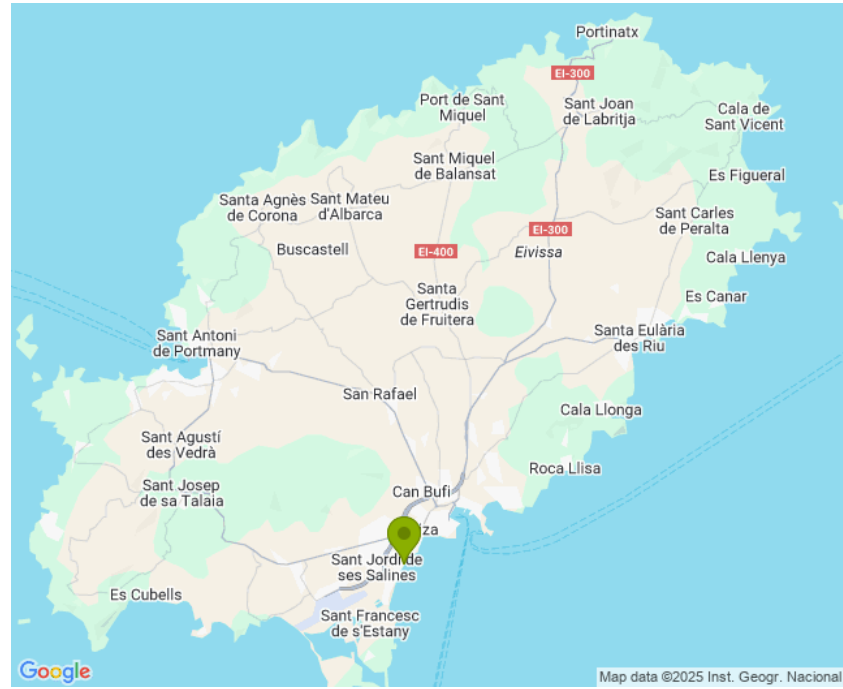 Portinatx
EI-300
Port de Sant
Miquel
Sant Joan
de Labritja
Cala de
Sant Vicent
Sant Miquel
de Balansat
Es Figueral
Santa Agnès
de Corona
Sant Mateu
d'Albarca
Sant Carles
de Peralta
EI-300
Buscastell
EI-400
Eivissa
Cala Llenya
Santa
Gertrudis
de Fruitera
Es Canar
Sant Antoni
de Portmany
Santa Eulària
des Riu
San Rafael
Cala Llonga
Sant Agustí
des Vedrà
Roca Llisa
Sant Josep
de sa Talaia
Can Bufi
Sant Jordi de
ses Salines
Es Cubells
Sant Francesc
de s'Estany
Google
Map data ©2025 Inst. Geogr. Nacional